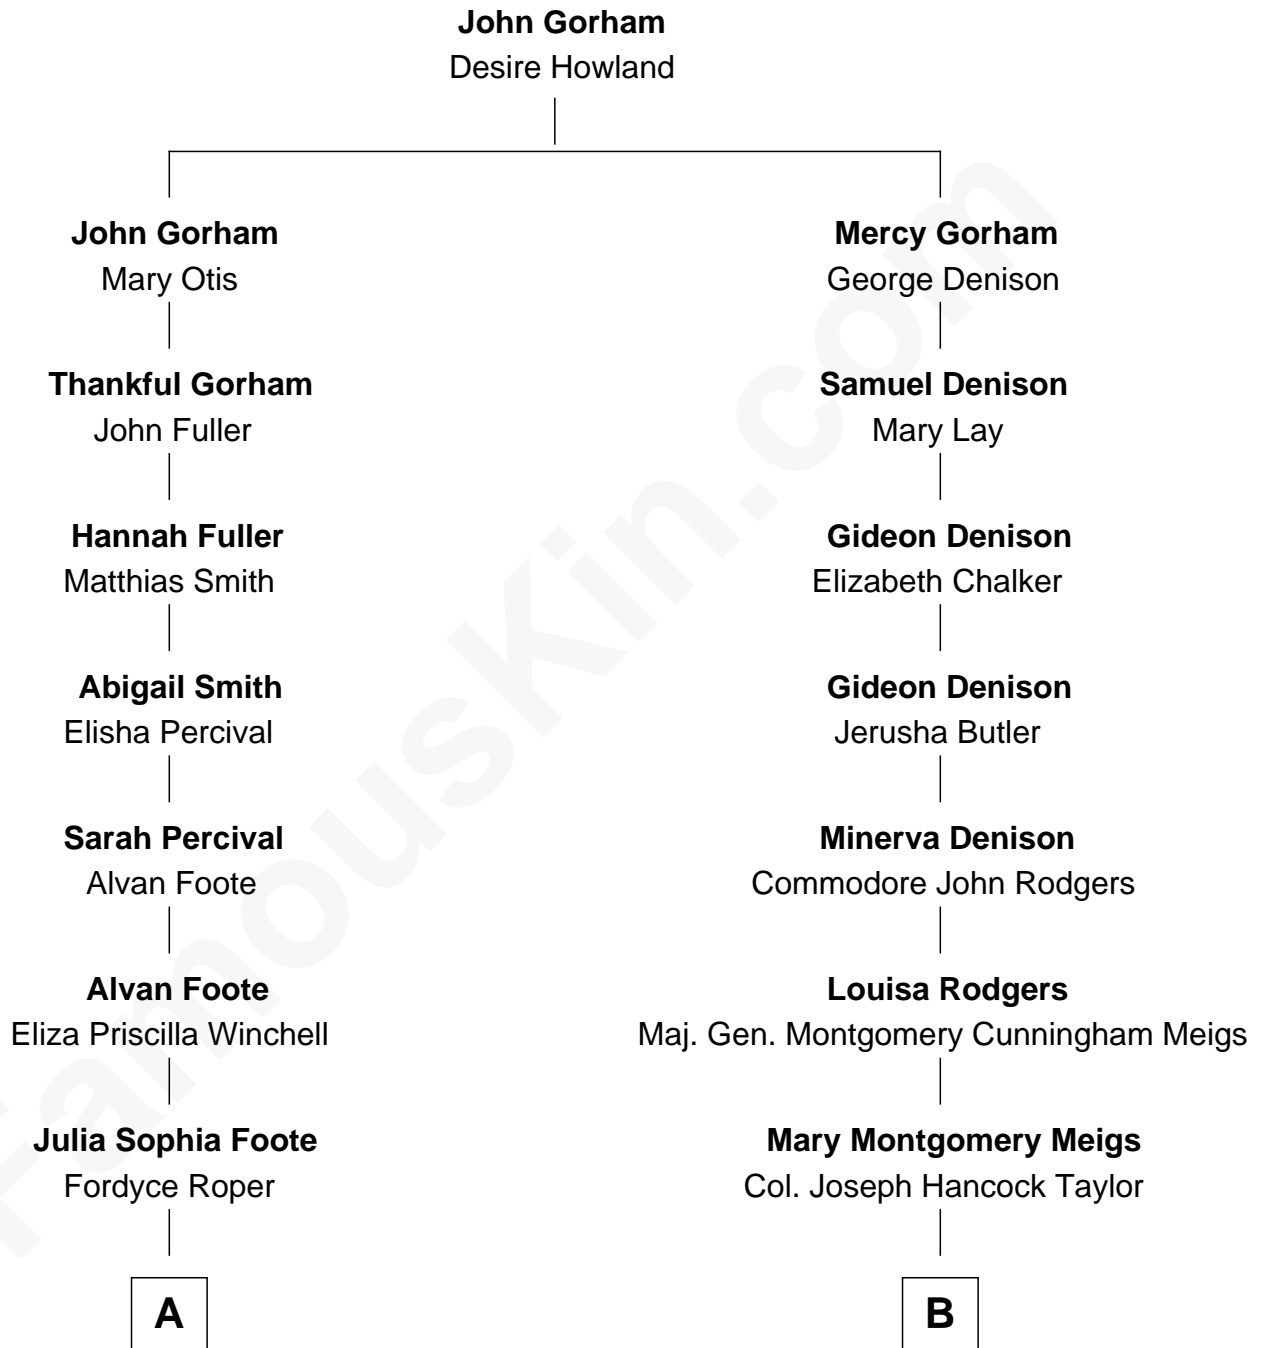 John Gorham
Desire Howland
John Gorham
Mary Otis
Mercy Gorham
George Denison
Thankful Gorham
John Fuller
Samuel Denison
Mary Lay
Hannah Fuller
Matthias Smith
Gideon Denison
Elizabeth Chalker
Abigail Smith
Elisha Percival
Gideon Denison
Jerusha Butler
Sarah Percival
Alvan Foote
Minerva Denison
Commodore John Rodgers
Alvan Foote
Eliza Priscilla Winchell
Louisa Rodgers
Maj. Gen. Montgomery Cunningham Meigs
Julia Sophia Foote
Fordyce Roper
Mary Montgomery Meigs
Col. Joseph Hancock Taylor
A
B
FamousKin.com